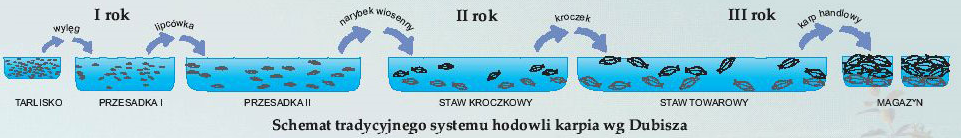 I rok
II rok
III rok
wylęg
lipcówka
narybek wiosenny
kroczek
karp handlowy
TARLISKO
PRZESADKA I
PRZESADKA II
STAW KROCZKOWY
STAW TOWAROWY
MAGAZYN
Schemat tradycyjnego systemu hodowli karpia wg Dubisza